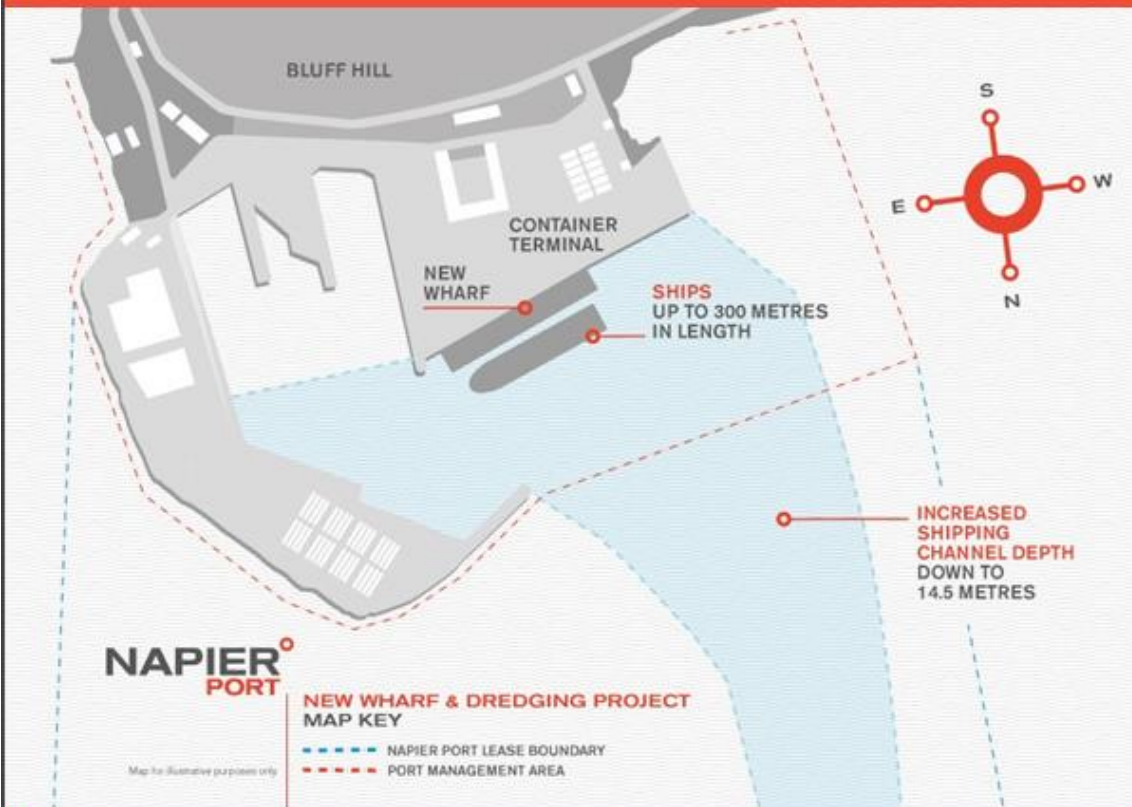 BLUFF HILL
S
E
W
N
CONTAINER
TERMINAL
NEW
WHARF
SHIPS
UP TO 300 METRES
IN LENGTH
INCREASED
SHIPPING
CHANNEL DEPTH
DOWN TO
14.5 METRES
NAPIER
PORT
NEW WHARF & DREDGING PROJECT
MAP KEY
NAPIER PORT LEASE BOUNDARY
PORT MANAGEMENT AREA
Map for illustrative purposes only